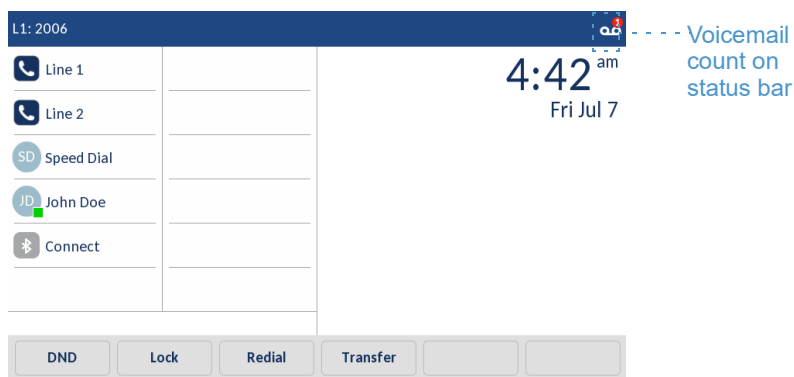 L1: 2006
1
Voicemail
count on
status bar
Line 1
Line 2
SD Speed Dial
JD John Doe
Connect
4:42 am
Fri Jul 7
DND Lock Redial Transfer